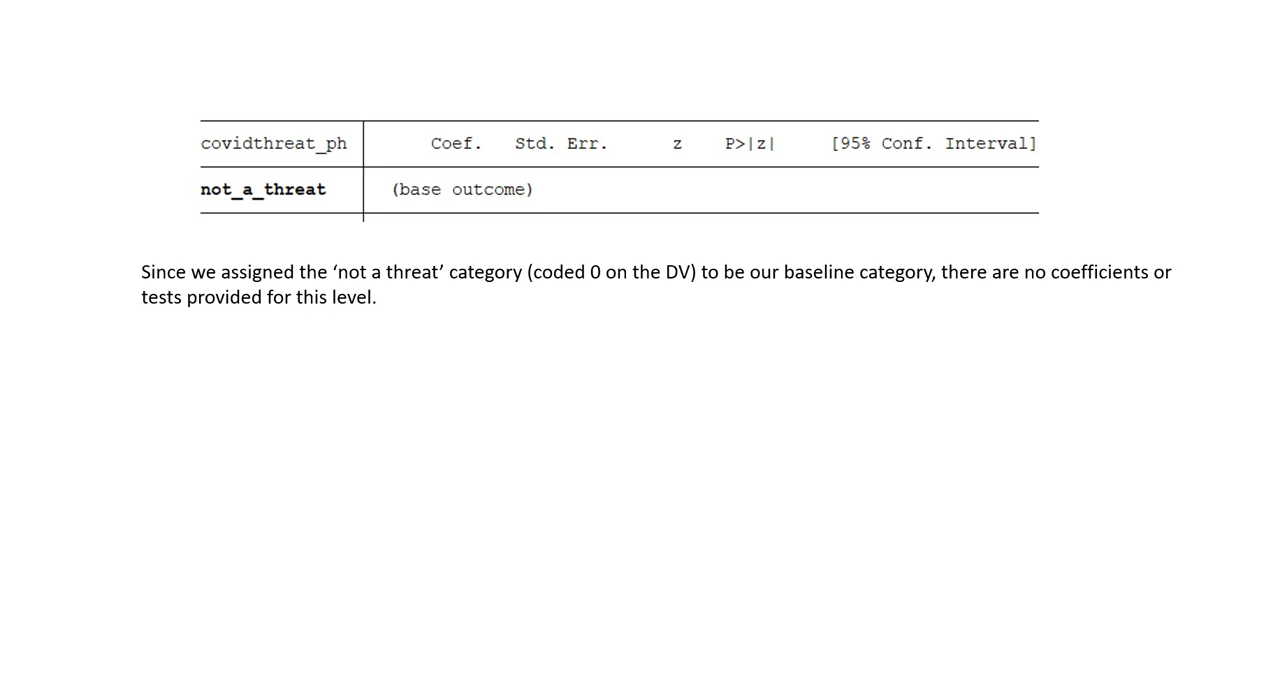 covidthreat_ph Coef. Std. Err. z P>|z| [95% Conf. Interval]
not_a_threat (base outcome)
Since we assigned the ‘not a threat’ category (coded 0 on the DV) to be our baseline category, there are no coefficients or
tests provided for this level.